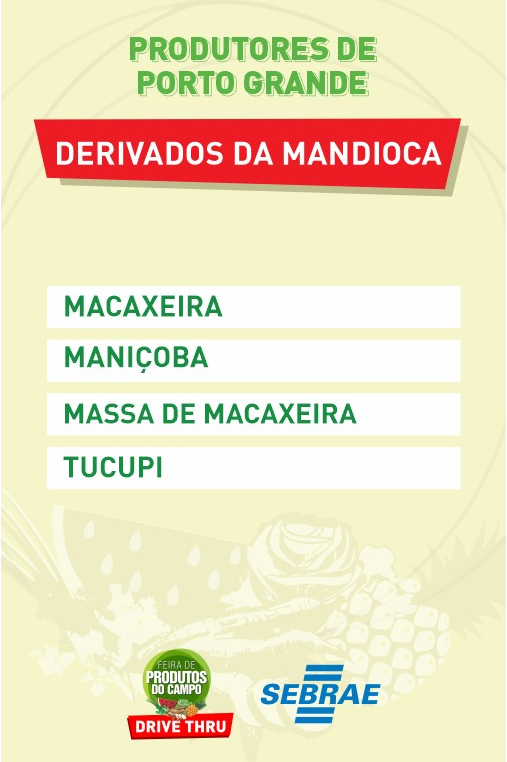 PRODUTORES DE
PORTO GRANDE
DERIVADOS DA MANDIOCA
MACAXEIRA
MANIÇOBA
MASSA DE MACAXEIRA
TUCUPI
FEIRA DE
PRODUTOS
DO CAMPO
DRIVE THRU
SEBRAE